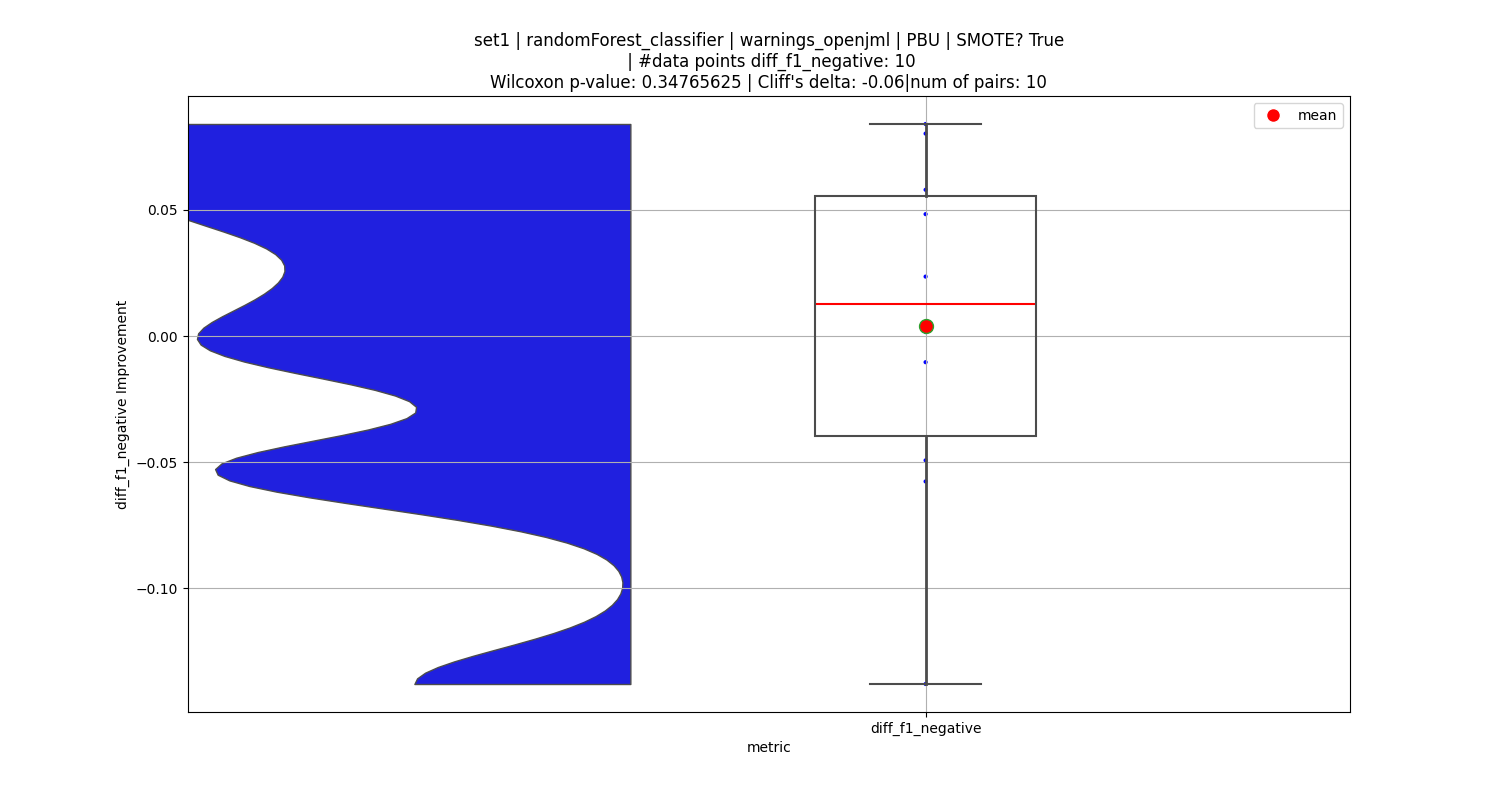 set1 | randomForest_classifier | warnings_openjml | PBU | SMOTE? True
| #data points diff_f1_negative: 10
Wilcoxon p-value: 0.34765625 | Cliff's delta: -0.06|num of pairs: 10
mean
0.05
0.00
−0.05
−0.10
diff_f1_negative Improvement
diff_f1_negative
metric